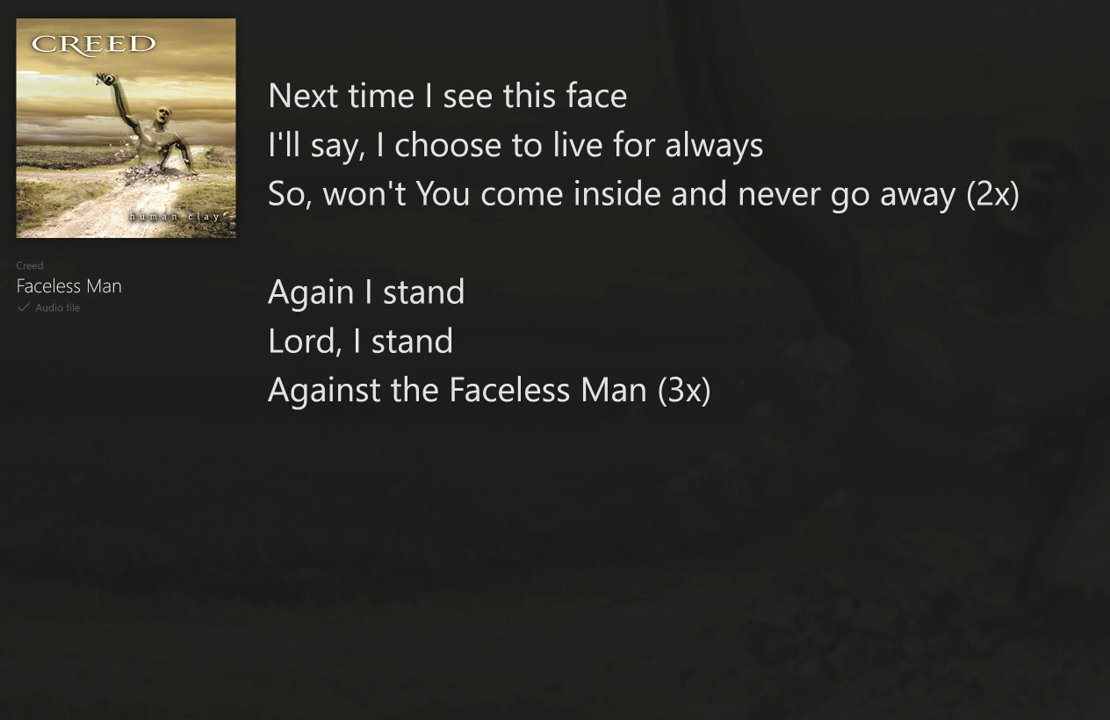 CREED
human clay
Creed
Faceless Man
Audio file
Next time I see this face
I'll say, I choose to live for always
So, won't You come inside and never go away (2x)
Again I stand
Lord, I stand
Against the Faceless Man (3x)